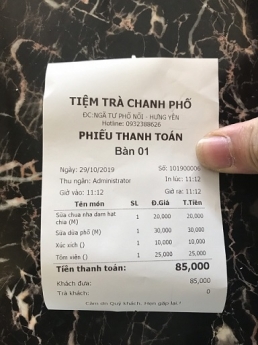 TIỆM TRÀ CHANH PHỐ
ĐC:NGÃ TƯ PHỐ NỐI - HƯNG YÊN
Hotline: 0932388626
PHIẾU THANH TOÁN
Bàn 01
Ngày: 29/10/2019 Số: 101900006
Thu ngân: Administrator In lúc: 11:12
Giờ vào: 11:12 Giờ ra: 11:12
Tên món SL Đ.Giá T.Tiền
Sữa chua nha đam hạt chia (M) 1 20,000 20,000
Sữa dừa phố (M) 1 30,000 30,000
Xúc xích () 1 10,000 10,000
Tôm viên () 1 25,000 25,000
Tiền thanh toán: 85,000
Khách đưa: 85,000
Trả khách: 0
Cảm ơn Quý khách. Hẹn gặp lại!